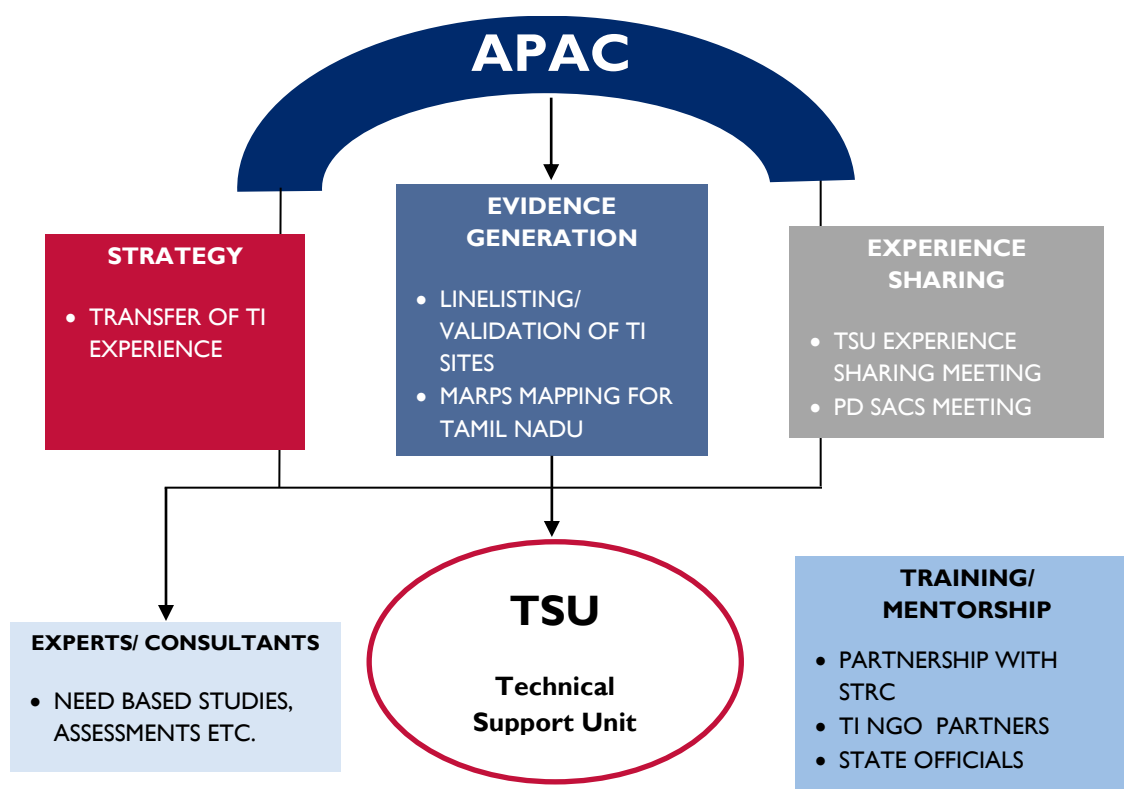 APAC
STRATEGY
• TRANSFER OF TI
EXPERIENCE
EVIDENCE
GENERATION
• LINELISTING/
VALIDATION OF TI
SITES
• MARPS MAPPING FOR
TAMIL NADU
EXPERIENCE
SHARING
• TSU EXPERIENCE
SHARING MEETING
• PD SACS MEETING
EXPERTS/ CONSULTANTS
• NEED BASED STUDIES,
ASSESSMENTS ETC.
TSU
Technical
Support Unit
TRAINING/
MENTORSHIP
• PARTNERSHIP WITH
STRC
• TI NGO PARTNERS
• STATE OFFICIALS